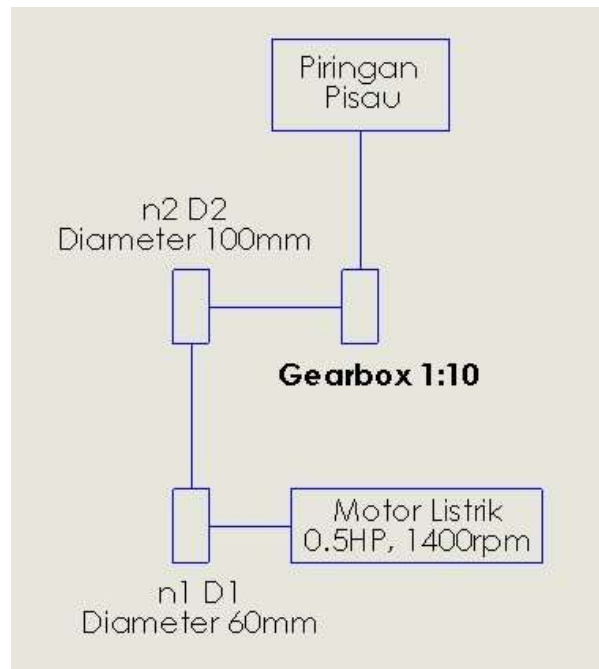 Piringan
Pisau
n2 D2
Diameter 100mm
Gearbox 1:10
Motor Listrik
0.5HP, 1400rpm
n1 D1
Diameter 60mm